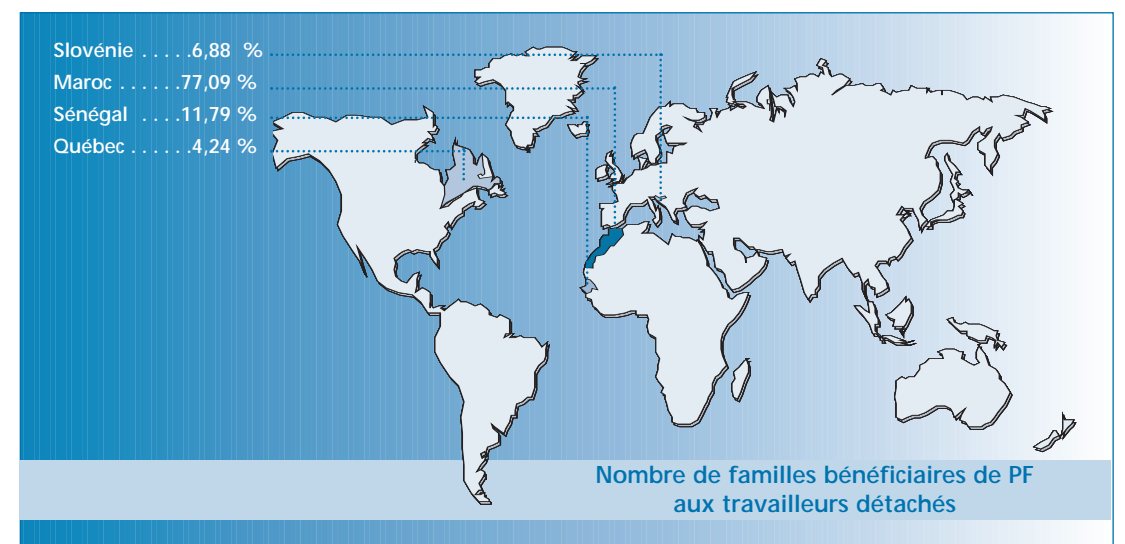 Slovénie . . . . .6,88 %
Maroc . . . . . .77,09 %
Sénégal . . . .11,79 %
Québec . . . . . .4,24 %
Nombre de familles bénéficiaires de PF
aux travailleurs détachés